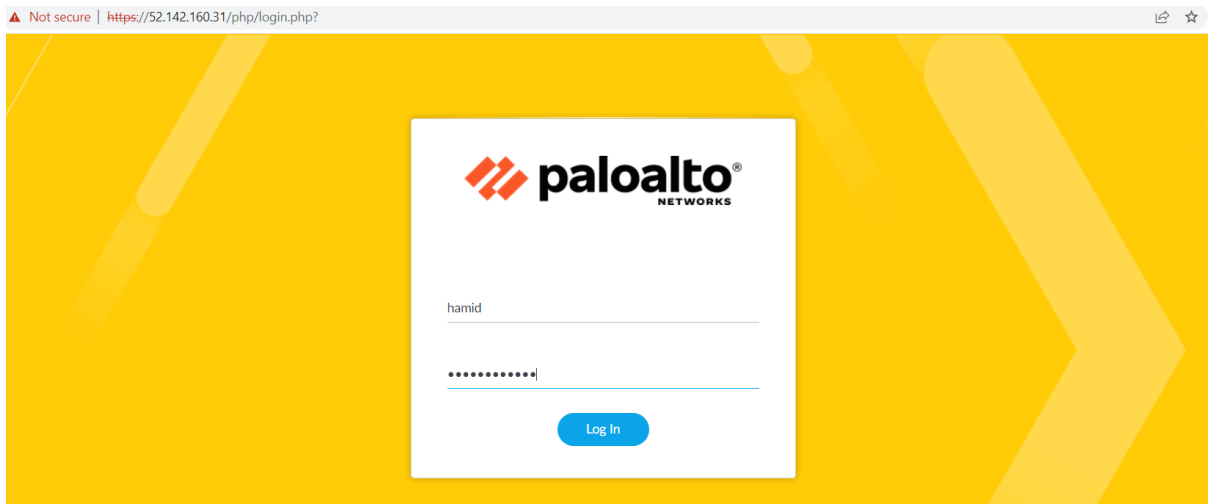 Not secure | https://52.142.160.31/php/login.php?
paloalto®
NETWORKS
hamid
••••••••••••
Log In